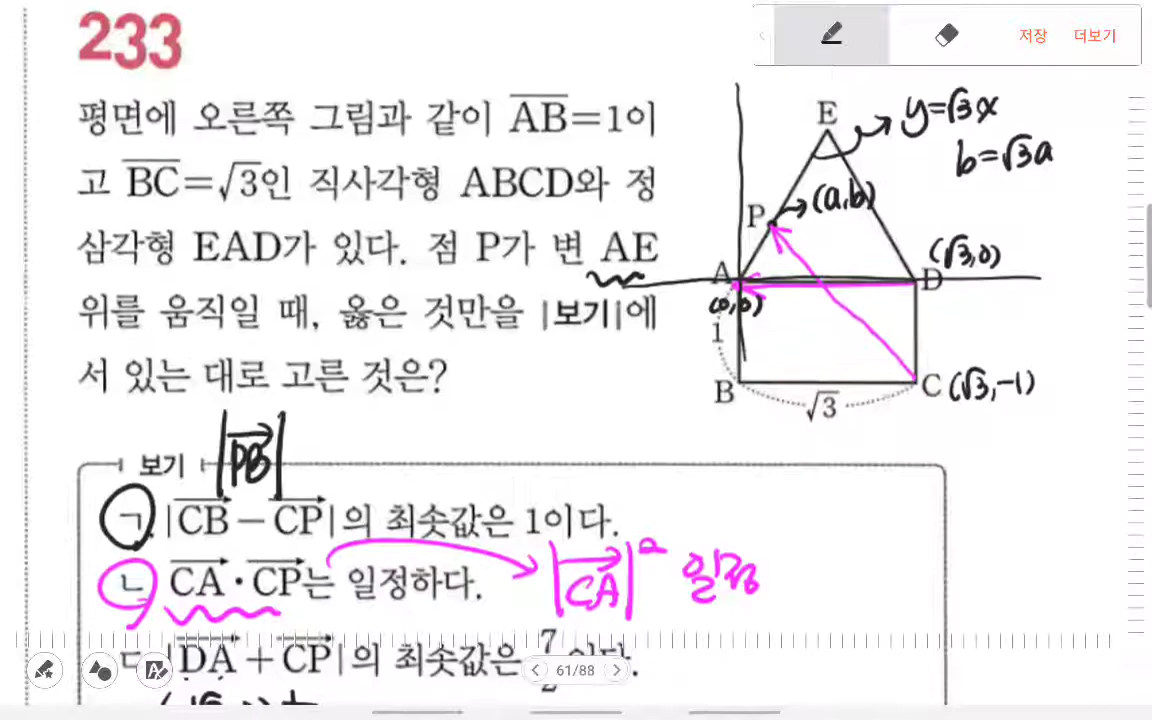 233
저장 더보기
평면에 오른쪽 그림과 같이 AB=1이
고 BC=√3인 직사각형 ABCD와 정
삼각형 EAD가 있다. 점 P가 변 AE
위를 움직일 때, 옳은 것만을 |보기|에
서 있는 대로 고른 것은?
E
y=√3x
b=√3a
P
(a,b)
A
(0,0)
D
(√3,0)
1
B
√3
C
(√3,-1)
|PB|
보기
ㄱ. |CB-CP|의 최솟값은 1이다.
ㄴ. CA·CP는 일정하다.
|CA|² 일정
ㄷ |DA+CP|의 최솟값은 7/2이다.
61/88